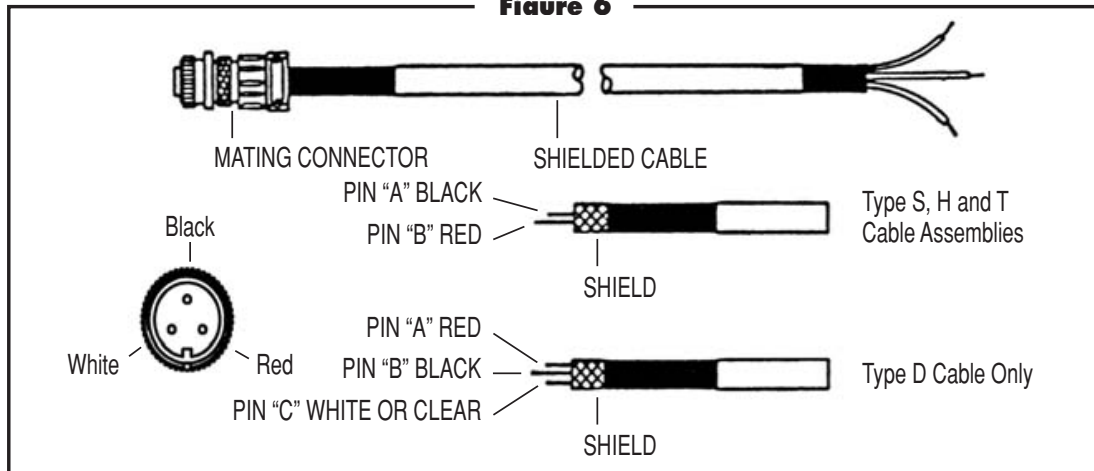 Figure 6
MATING CONNECTOR
SHIELDED CABLE
PIN “A” BLACK
PIN “B” RED
SHIELD
Type S, H and T
Cable Assemblies
Black
White
Red
PIN “A” RED
PIN “B” BLACK
PIN “C” WHITE OR CLEAR
SHIELD
Type D Cable Only